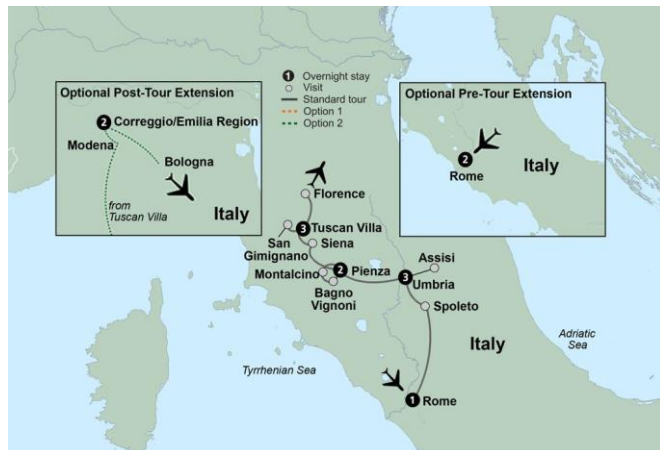 Optional Post-Tour Extension
2 Correggio/Emilia Region
Modena
Bologna
from
Tuscan Villa
Italy
1 Overnight stay
Visit
Standard tour
Option 1
Option 2
Optional Pre-Tour Extension
Italy
2
Rome
Florence
3 Tuscan Villa
San
Gimignano
Siena
Montalcino
2 Pienza
Bagno
Vignoni
Assisi
3
Umbria
Spoleto
Italy
Adriatic
Sea
Tyrrhenian Sea
1 Rome